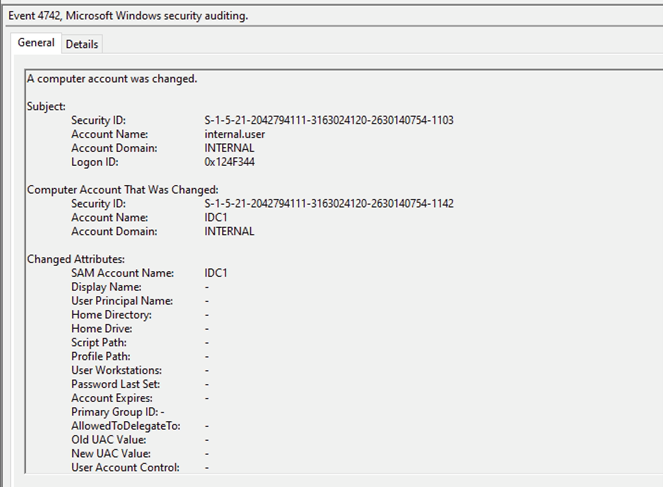 Event 4742, Microsoft Windows security auditing.
General Details
A computer account was changed.
Subject:
Security ID: S-1-5-21-2042794111-3163024120-2630140754-1103
Account Name: internal.user
Account Domain: INTERNAL
Logon ID: 0x124F344
Computer Account That Was Changed:
Security ID: S-1-5-21-2042794111-3163024120-2630140754-1142
Account Name: IDC1
Account Domain: INTERNAL
Changed Attributes:
SAM Account Name: IDC1
Display Name: -
User Principal Name: -
Home Directory: -
Home Drive: -
Script Path: -
Profile Path: -
User Workstations: -
Password Last Set: -
Account Expires: -
Primary Group ID: -
AllowedToDelegateTo: -
Old UAC Value: -
New UAC Value: -
User Account Control: -